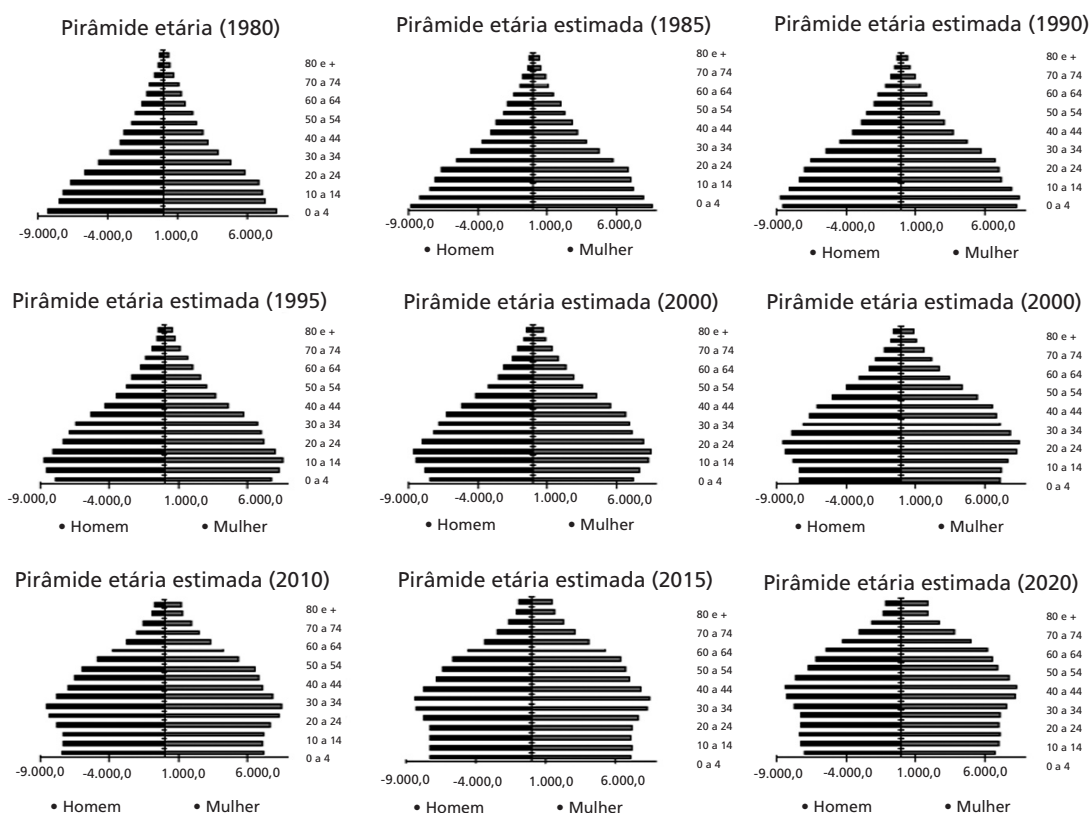 Pirâmide etária (1980)
80 e +
70 a 74
60 a 64
50 a 54
40 a 44
30 a 34
20 a 24
10 a 14
0 a 4
-9.000,0 -4.000,0 1.000,0 6.000,0
Pirâmide etária estimada (1985)
80 e +
70 a 74
60 a 64
50 a 54
40 a 44
30 a 34
20 a 24
10 a 14
0 a 4
-9.000,0 -4.000,0 1.000,0 6.000,0
• Homem • Mulher
Pirâmide etária estimada (1990)
80 e +
70 a 74
60 a 64
50 a 54
40 a 44
30 a 34
20 a 24
10 a 14
0 a 4
-9.000,0 -4.000,0 1.000,0 6.000,0
• Homem • Mulher
Pirâmide etária estimada (1995)
80 e +
70 a 74
60 a 64
50 a 54
40 a 44
30 a 34
20 a 24
10 a 14
0 a 4
-9.000,0 -4.000,0 1.000,0 6.000,0
• Homem • Mulher
Pirâmide etária estimada (2000)
80 e +
70 a 74
60 a 64
50 a 54
40 a 44
30 a 34
20 a 24
10 a 14
0 a 4
-9.000,0 -4.000,0 1.000,0 6.000,0
• Homem • Mulher
Pirâmide etária estimada (2000)
80 e +
70 a 74
60 a 64
50 a 54
40 a 44
30 a 34
20 a 24
10 a 14
0 a 4
-9.000,0 -4.000,0 1.000,0 6.000,0
• Homem • Mulher
Pirâmide etária estimada (2010)
80 e +
70 a 74
60 a 64
50 a 54
40 a 44
30 a 34
20 a 24
10 a 14
0 a 4
-9.000,0 -4.000,0 1.000,0 6.000,0
• Homem • Mulher
Pirâmide etária estimada (2015)
80 e +
70 a 74
60 a 64
50 a 54
40 a 44
30 a 34
20 a 24
10 a 14
0 a 4
-9.000,0 -4.000,0 1.000,0 6.000,0
• Homem • Mulher
Pirâmide etária estimada (2020)
80 e +
70 a 74
60 a 64
50 a 54
40 a 44
30 a 34
20 a 24
10 a 14
0 a 4
-9.000,0 -4.000,0 1.000,0 6.000,0
• Homem • Mulher